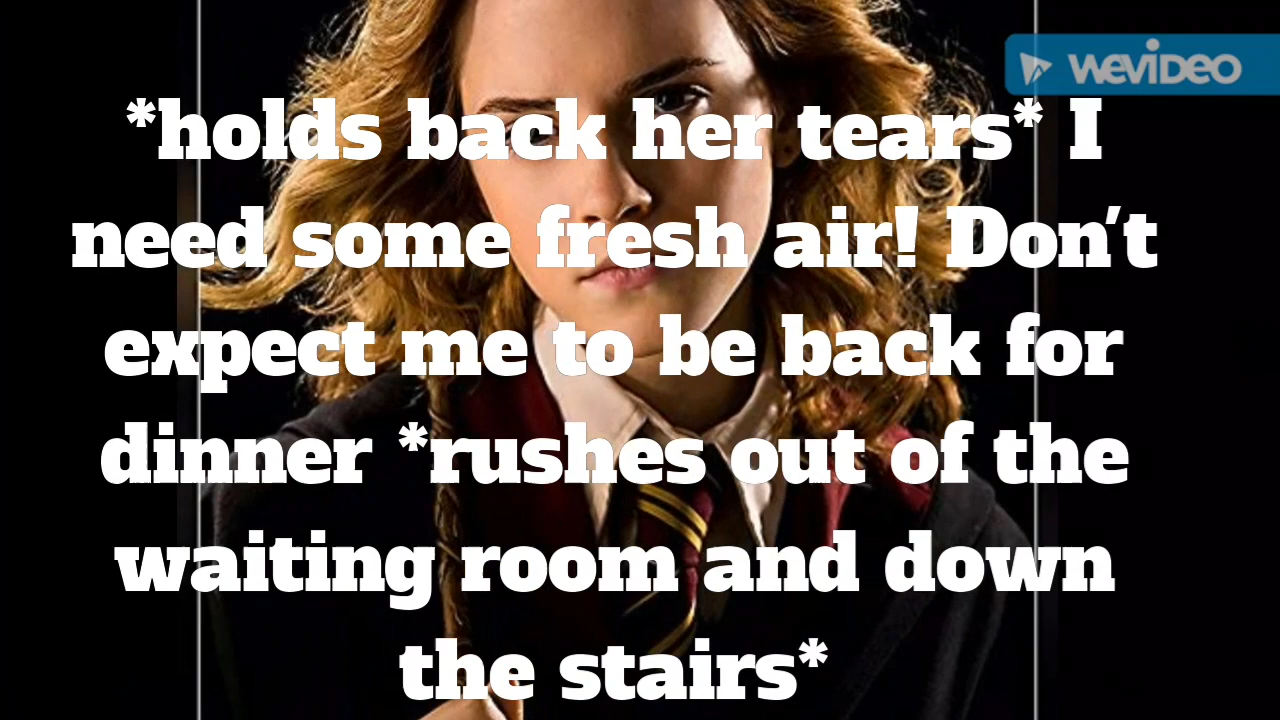 WEVIDEO
*holds back her tears* I
need some fresh air! Don't
expect me to be back for
dinner *rushes out of the
waiting room and down
the stairs*